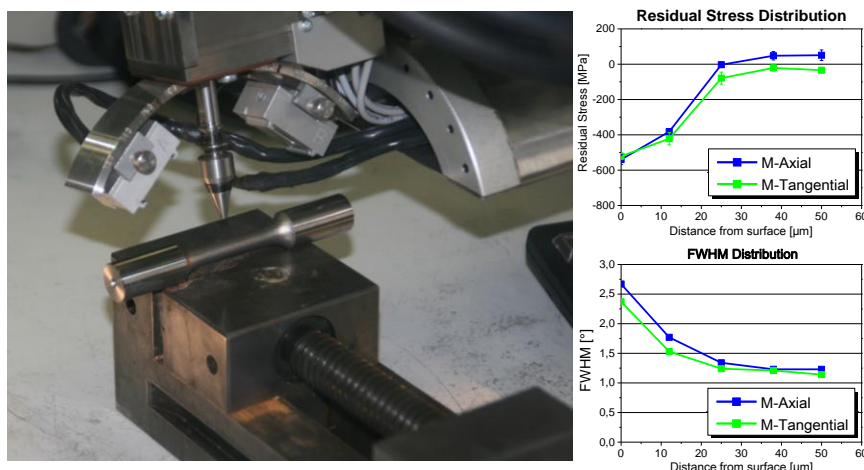 Residual Stress Distribution
Residual Stress [MPa]
0
-200
-400
-600
-800
M-Axial
M-Tangential
0 10 20 30 40 50 60
Distance from surface [µm]
FWHM Distribution
FWHM [°]
3,0
2,5
2,0
1,5
1,0
0,5
0,0
M-Axial
M-Tangential
0 10 20 30 40 50 60
Distance from surface [µm]